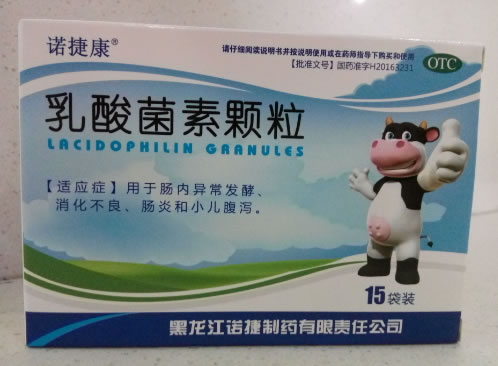 诺捷康®
请仔细阅读说明书并按说明使用或在药师指导下购买和使用
【批准文号】国药准字H20163231
OTC
乳酸菌素颗粒
LACIDOPHILIN GRANULES
【适应症】用于肠内异常发酵、
消化不良、肠炎和小儿腹泻。
15袋装
黑龙江诺捷制药有限责任公司